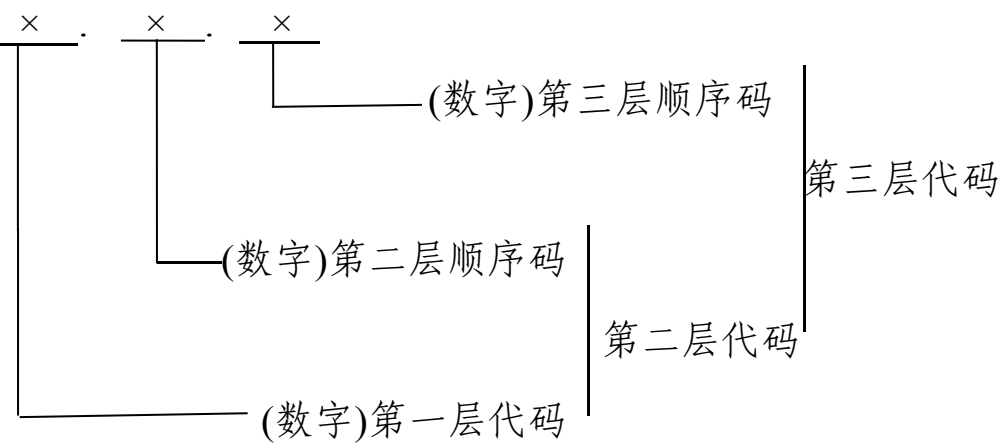 × . × . ×
(数字)第三层顺序码
第三层代码
(数字)第二层顺序码
第二层代码
(数字)第一层代码